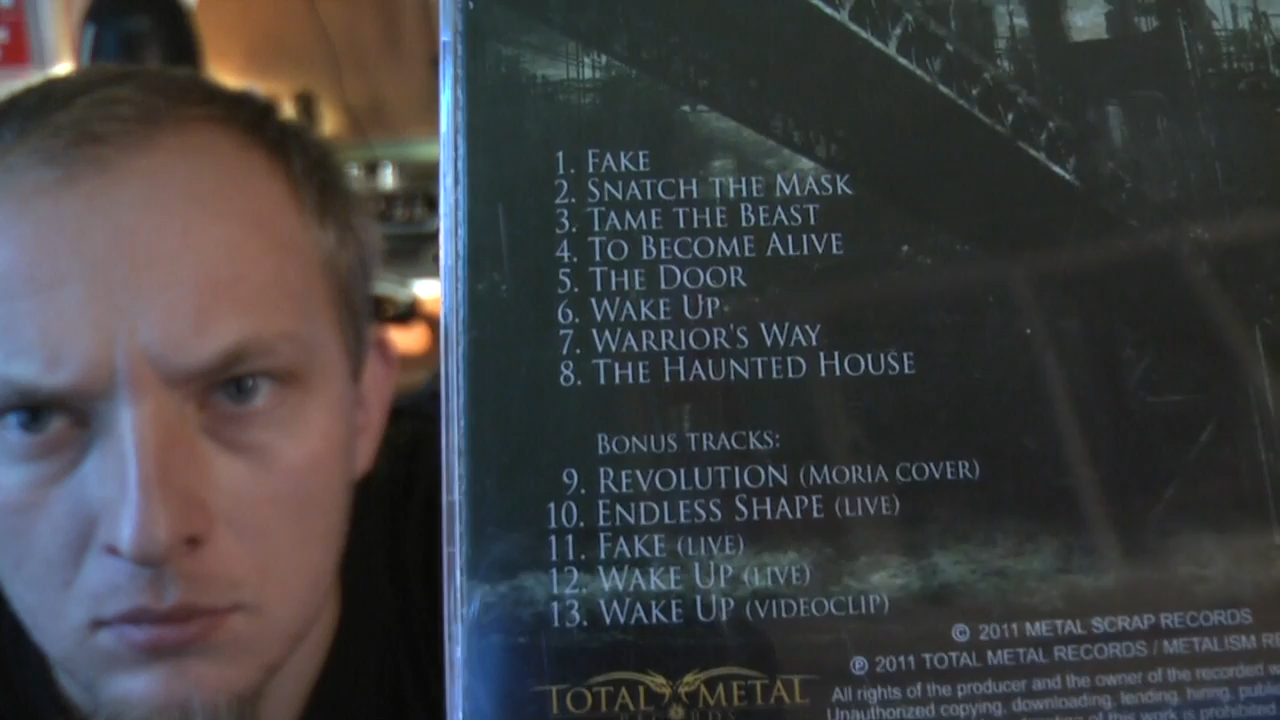 1. FAKE
2. SNATCH THE MASK
3. TAME THE BEAST
4. TO BECOME ALIVE
5. THE DOOR
6. WAKE UP
7. WARRIOR'S WAY
8. THE HAUNTED HOUSE
BONUS TRACKS:
9. REVOLUTION (MORIA COVER)
10. ENDLESS SHAPE (LIVE)
11. FAKE (LIVE)
12. WAKE UP (LIVE)
13. WAKE UP (VIDEOCLIP)
© 2011 METAL SCRAP RECORDS
℗ 2011 TOTAL METAL RECORDS / METALISM
TOTAL METAL
RECORDS
All rights of the producer and the owner of the recorded
Unauthorized copying, downloading, lending, hiring,